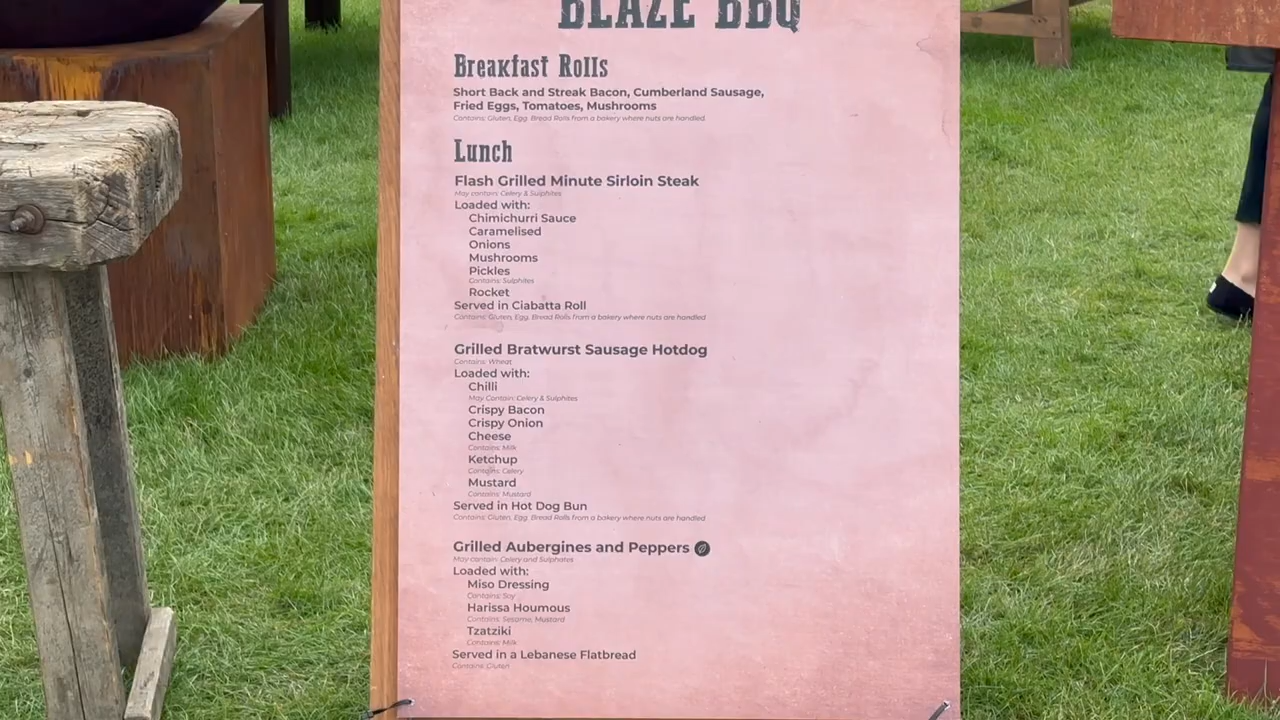 BLAZE BBQ
Breakfast Rolls
Short Back and Streak Bacon, Cumberland Sausage,
Fried Eggs, Tomatoes, Mushrooms
Contains: Gluten, Egg. Bread Rolls from a bakery where nuts are handled.
Lunch
Flash Grilled Minute Sirloin Steak
May contain: Celery & Sulphites
Loaded with:
Chimichurri Sauce
Caramelised
Onions
Mushrooms
Pickles
Contains: Sulphites
Rocket
Served in Ciabatta Roll
Contains: Gluten, Egg. Bread Rolls from a bakery where nuts are handled
Grilled Bratwurst Sausage Hotdog
Contains: Wheat
Loaded with:
Chilli
May Contain: Celery & Sulphites
Crispy Bacon
Crispy Onion
Cheese
Contains: Milk
Ketchup
Contains: Celery
Mustard
Contains: Mustard
Served in Hot Dog Bun
Contains: Gluten, Egg. Bread Rolls from a bakery where nuts are handled
Grilled Aubergines and Peppers
May contain: Celery and Sulphates
Loaded with:
Miso Dressing
Contains: Soy
Harissa Houmous
Contains: Sesame, Mustard
Tzatziki
Contains: Milk
Served in a Lebanese Flatbread
Contains: Gluten